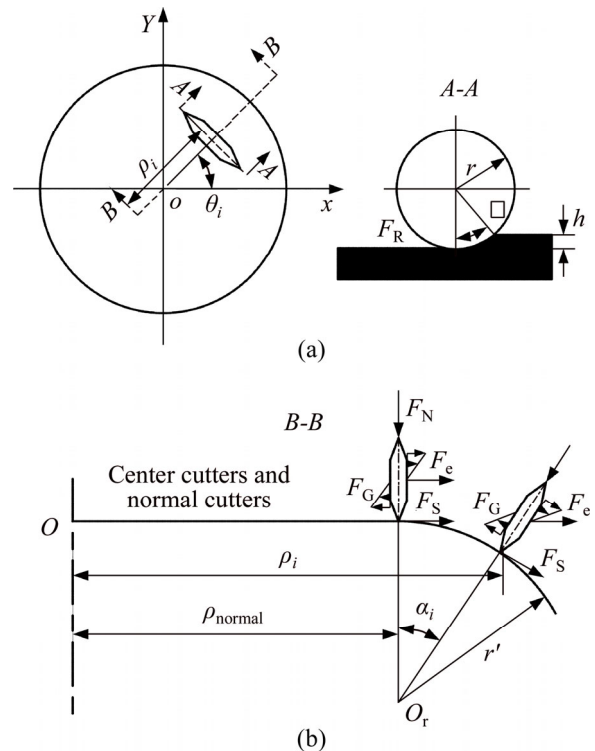 Y
B
A
A-A
ρi
A
r
B
o
θi
x
FR
h
(a)
B-B
FN
Center cutters and
normal cutters
Fe
FG
FS
FG
Fe
O
FS
ρi
ρnormal
αi
r′
Or
(b)